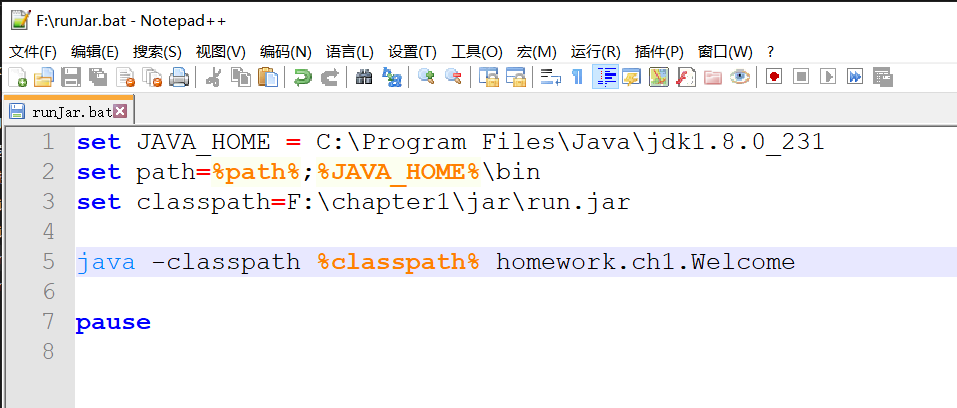 F:\runJar.bat - Notepad++
文件(F) 编辑(E) 搜索(S) 视图(V) 编码(N) 语言(L) 设置(T) 工具(O) 宏(M) 运行(R) 插件(P) 窗口(W) ?
runJar.bat
1 set JAVA_HOME = C:\Program Files\Java\jdk1.8.0_231
2 set path=%path%;%JAVA_HOME%\bin
3 set classpath=F:\chapter1\jar\run.jar
4
5 java -classpath %classpath% homework.ch1.Welcome
6
7 pause
8